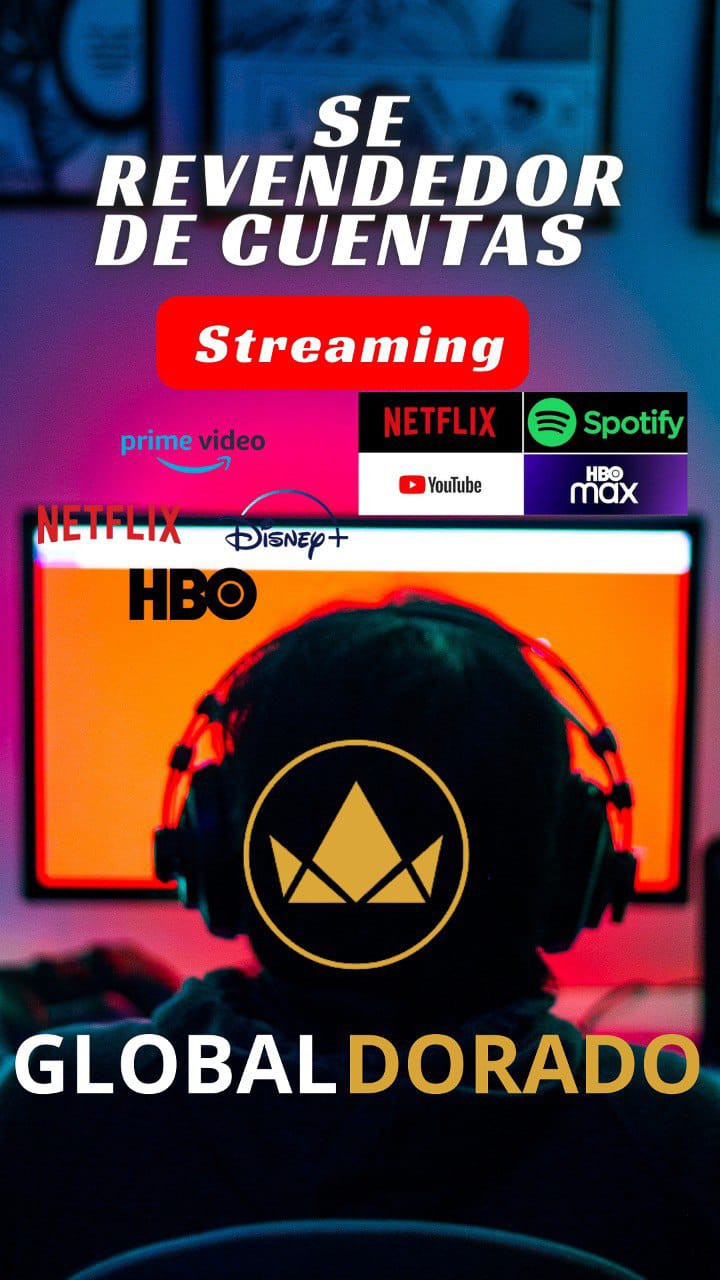 SE
REVENDEDOR
DE CUENTAS
Streaming
prime video
NETFLIX
Spotify
YouTube
HBO
max
NETFLIX
Disney+
HBO
GLOBALDORADO